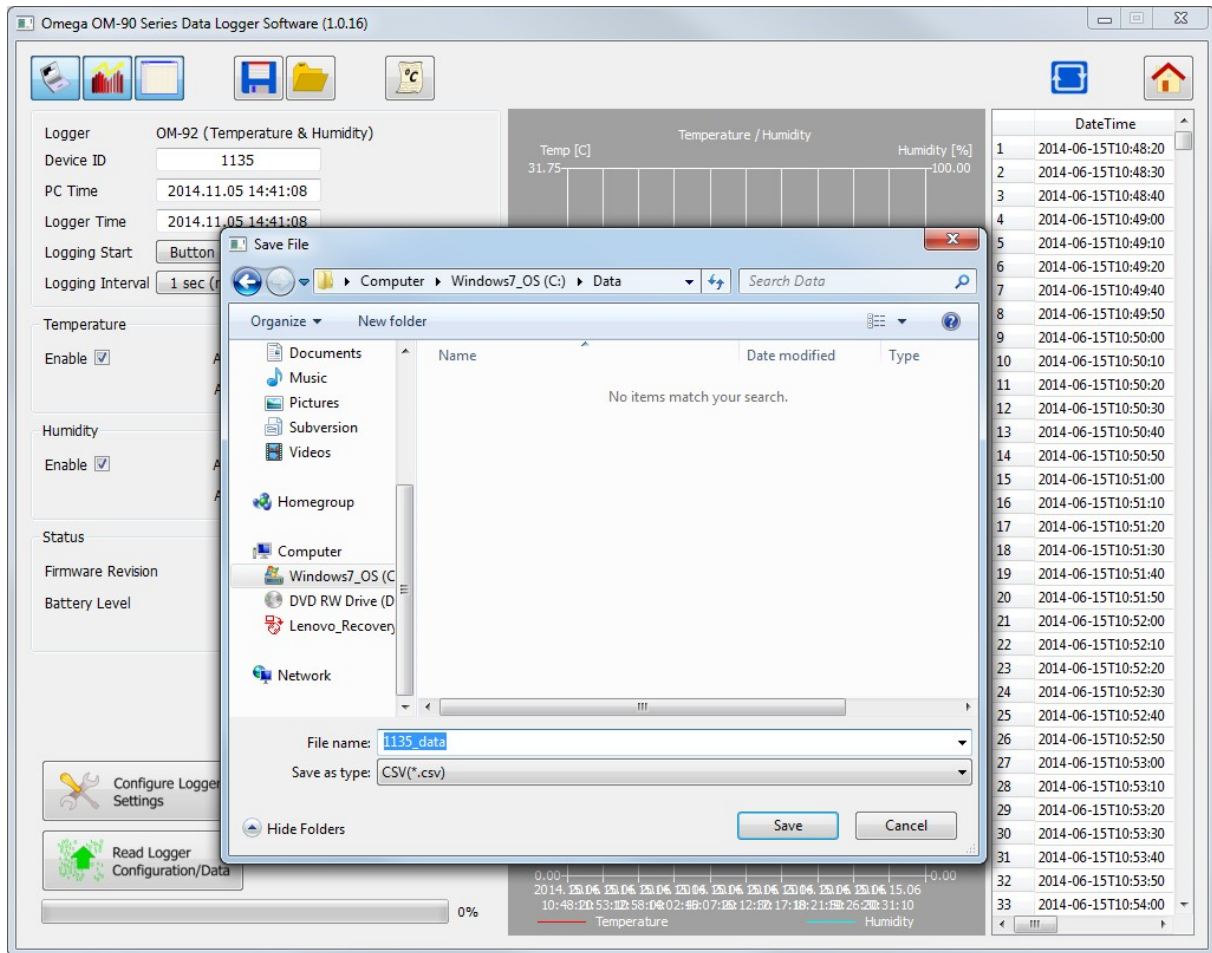 Omega OM-90 Series Data Logger Software (1.0.16)
°C
Logger OM-92 (Temperature & Humidity)
Device ID 1135
PC Time 2014.11.05 14:41:08
Logger Time 2014.11.05 14:41:08
Logging Start Button
Logging Interval 1 sec (
Temperature
Enable
Humidity
Enable
Status
Firmware Revision
Battery Level
Configure Logger
Settings
Read Logger
Configuration/Data
0%
Temperature / Humidity
Temp [C] Humidity [%]
31.75 100.00
Save File
Computer Windows7_OS (C:) Data
Search Data
Organize New folder
Documents
Music
Pictures
Subversion
Videos
Homegroup
Computer
Windows7_OS (C
DVD RW Drive (D
Lenovo_Recovery
Network
Name Date modified Type
No items match your search.
File name: 1135_data
Save as type: CSV(*.csv)
Hide Folders
Save Cancel
0.00 0.00
Temperature Humidity
DateTime
1 2014-06-15T10:48:20
2 2014-06-15T10:48:30
3 2014-06-15T10:48:40
4 2014-06-15T10:49:00
5 2014-06-15T10:49:10
6 2014-06-15T10:49:20
7 2014-06-15T10:49:40
8 2014-06-15T10:49:50
9 2014-06-15T10:50:00
10 2014-06-15T10:50:10
11 2014-06-15T10:50:20
12 2014-06-15T10:50:30
13 2014-06-15T10:50:40
14 2014-06-15T10:50:50
15 2014-06-15T10:51:00
16 2014-06-15T10:51:10
17 2014-06-15T10:51:20
18 2014-06-15T10:51:30
19 2014-06-15T10:51:40
20 2014-06-15T10:51:50
21 2014-06-15T10:52:00
22 2014-06-15T10:52:10
23 2014-06-15T10:52:20
24 2014-06-15T10:52:30
25 2014-06-15T10:52:40
26 2014-06-15T10:52:50
27 2014-06-15T10:53:00
28 2014-06-15T10:53:10
29 2014-06-15T10:53:20
30 2014-06-15T10:53:30
31 2014-06-15T10:53:40
32 2014-06-15T10:53:50
33 2014-06-15T10:54:00